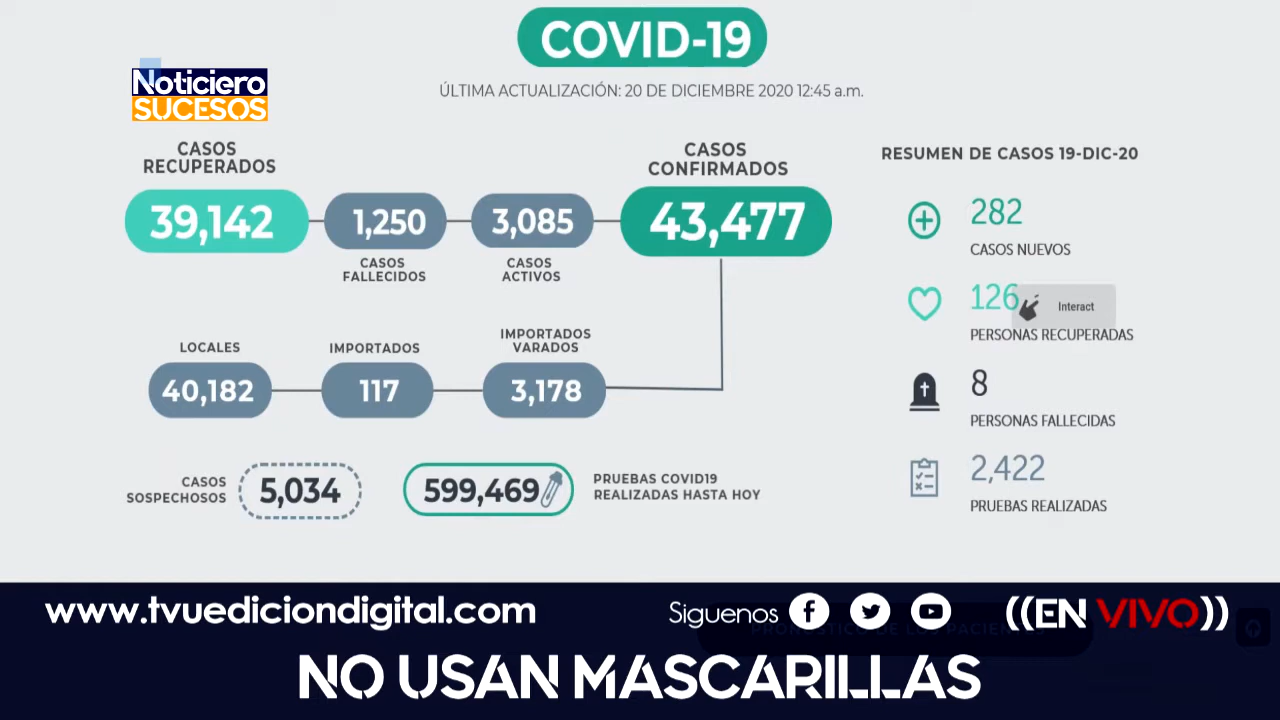 COVID-19
ÚLTIMA ACTUALIZACIÓN: 20 DE DICIEMBRE 2020 12:45 a.m.
Noticiero
SUCESOS
CASOS
RECUPERADOS
39,142
1,250
CASOS
FALLECIDOS
3,085
CASOS
ACTIVOS
CASOS
CONFIRMADOS
43,477
LOCALES
40,182
IMPORTADOS
117
IMPORTADOS
VARADOS
3,178
CASOS
SOSPECHOSOS
5,034
599,469
PRUEBAS COVID19
REALIZADAS HASTA HOY
RESUMEN DE CASOS 19-DIC-20
282
CASOS NUEVOS
126
Interact
PERSONAS RECUPERADAS
8
PERSONAS FALLECIDAS
2,422
PRUEBAS REALIZADAS
www.tvuediciondigital.com
Siguenos
((EN VIVO))
PRONÓSTICO DE LOS PACIENTES
NO USAN MASCARILLAS